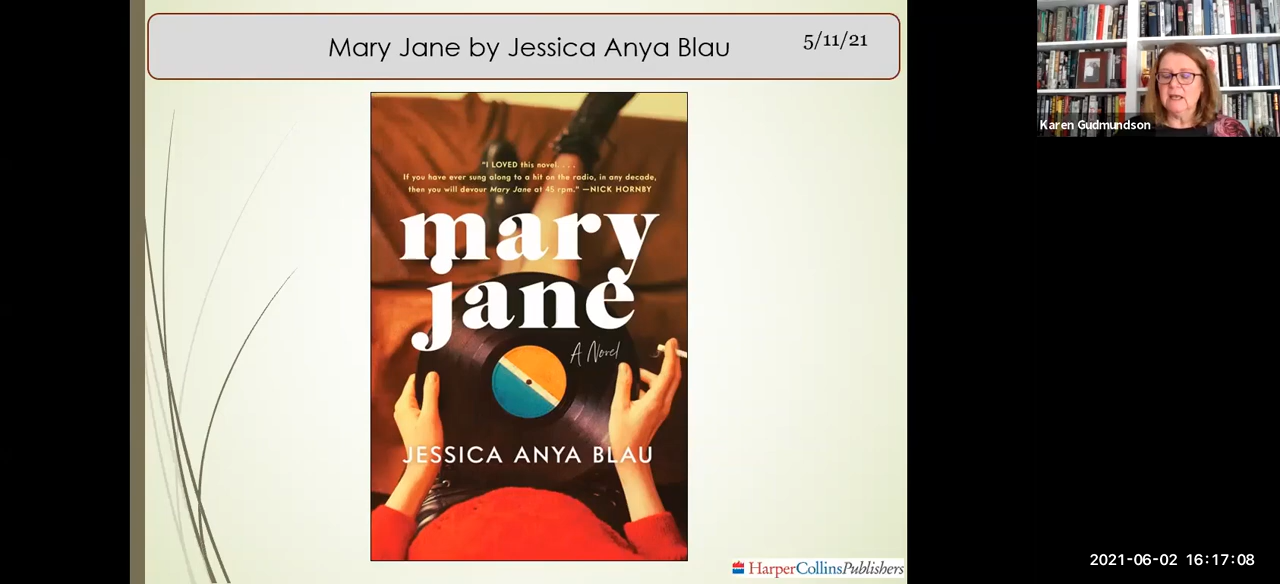 Mary Jane by Jessica Anya Blau
5/11/21
"I LOVED this novel. . . .
If you have ever sung along to a hit on the radio, in any decade,
then you will devour Mary Jane at 45 rpm." —NICK HORNBY
mary
jane
A Novel
JESSICA ANYA BLAU
HarperCollinsPublishers
Karen Gudmundson
2021-06-02 16:17:08